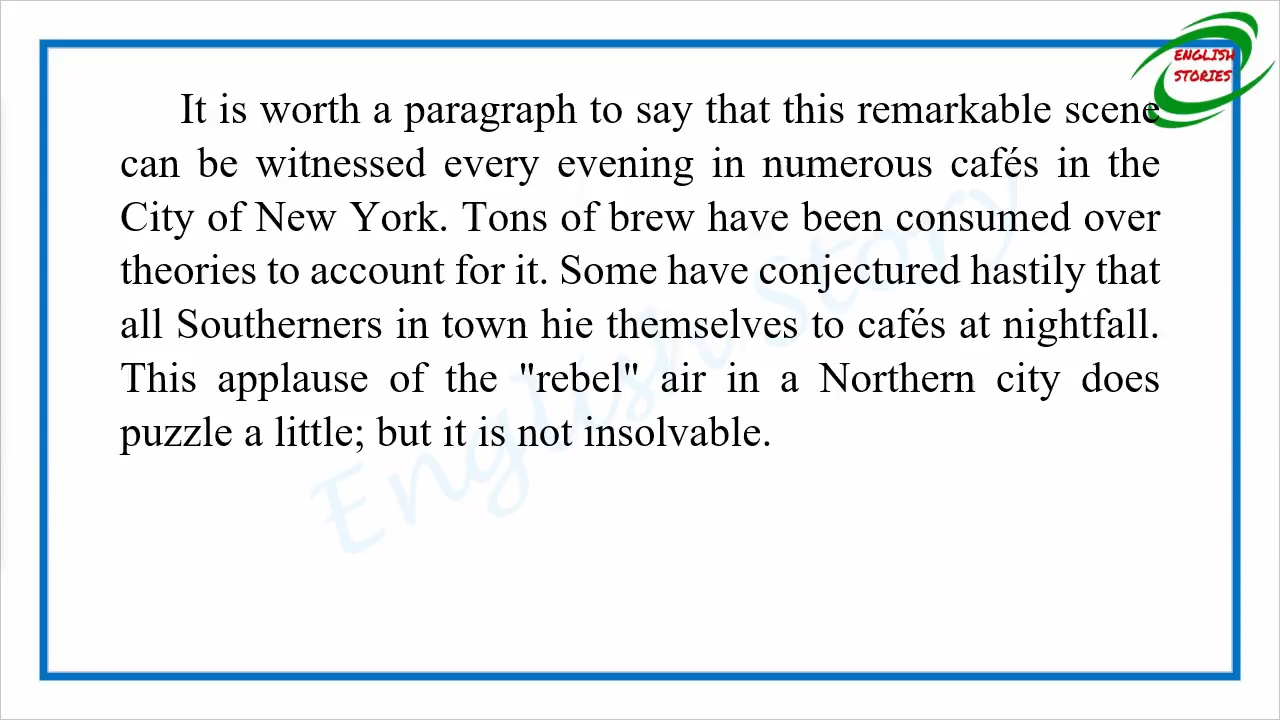 ENGLISH
STORIES
It is worth a paragraph to say that this remarkable scene
can be witnessed every evening in numerous cafés in the
City of New York. Tons of brew have been consumed over
theories to account for it. Some have conjectured hastily that
all Southerners in town hie themselves to cafés at nightfall.
This applause of the "rebel" air in a Northern city does
puzzle a little; but it is not insolvable.
English Story